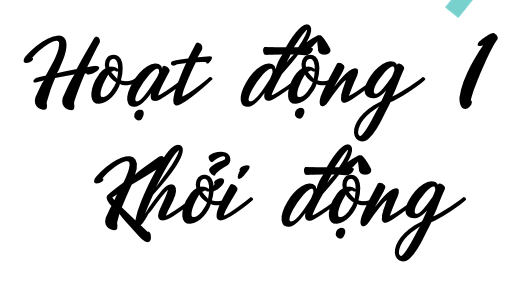 Hoạt động 1
Khởi động